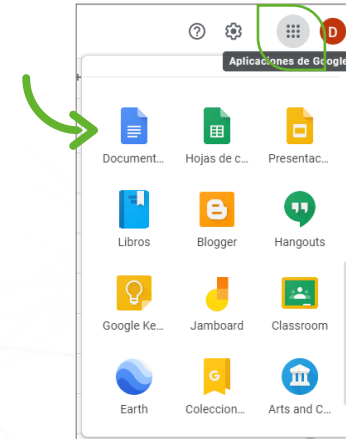 D
Aplicaciones de Google
Document... Hojas de c... Presentac...
Libros Blogger Hangouts
Google Ke... Jamboard Classroom
G
Earth Coleccion... Arts and C...